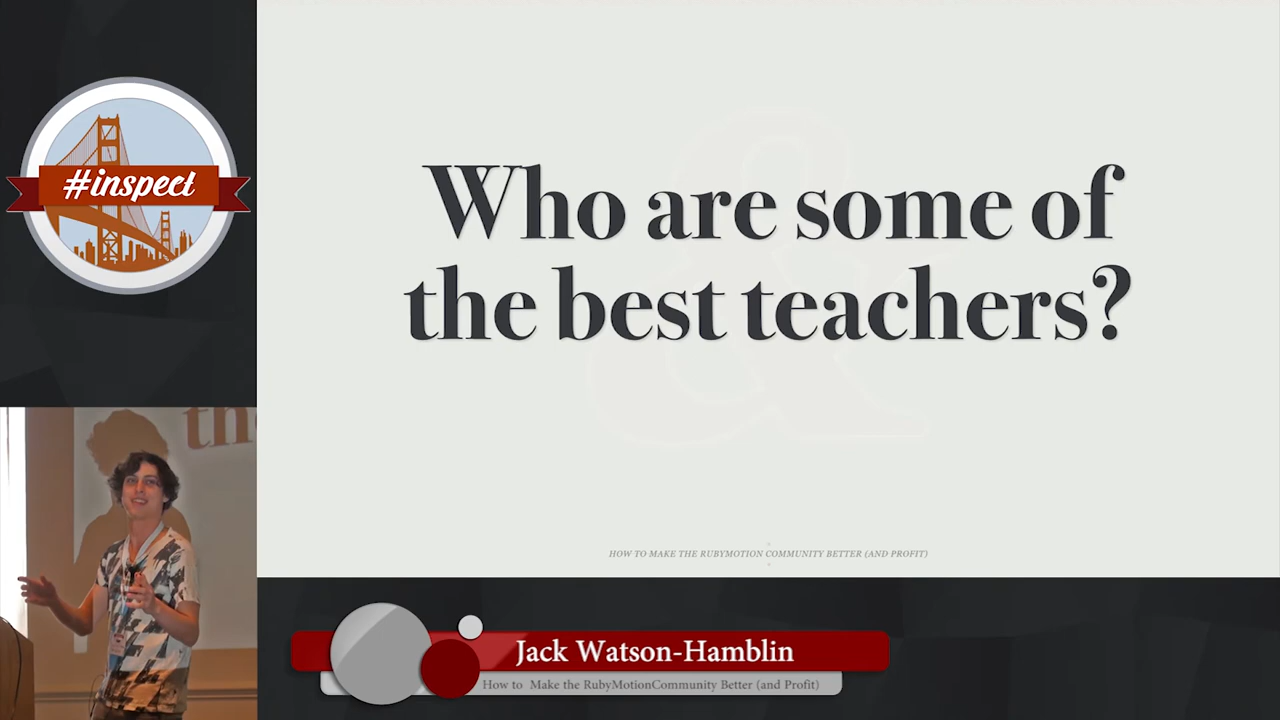 #inspect
Who are some of
the best teachers?
the
HOW TO MAKE THE RUBYMOTION COMMUNITY BETTER (AND PROFIT)
Jack Watson-Hamblin
How to Make the RubyMotionCommunity Better (and Profit)